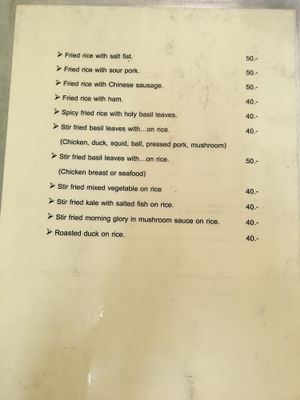 ➢ Fried rice with salt fist. 50.-
➢ Fried rice with sour pork. 50.-
➢ Fried rice with Chinese sausage. 50.-
➢ Fried rice with ham. 40.-
➢ Spicy fried rice with holy basil leaves. 40.-
➢ Stir fried basil leaves with...on rice. 40.-
(Chicken, duck, squid, ball, pressed pork, mushroom)
➢ Stir fried basil leaves with...on rice. 50.-
(Chicken breast or seafood)
➢ Stir fried mixed vegetable on rice 40.-
➢ Stir fried kale with salted fish on rice. 40.-
➢ Stir fried morning glory in mushroom sauce on rice. 40.-
➢ Roasted duck on rice. 40.-